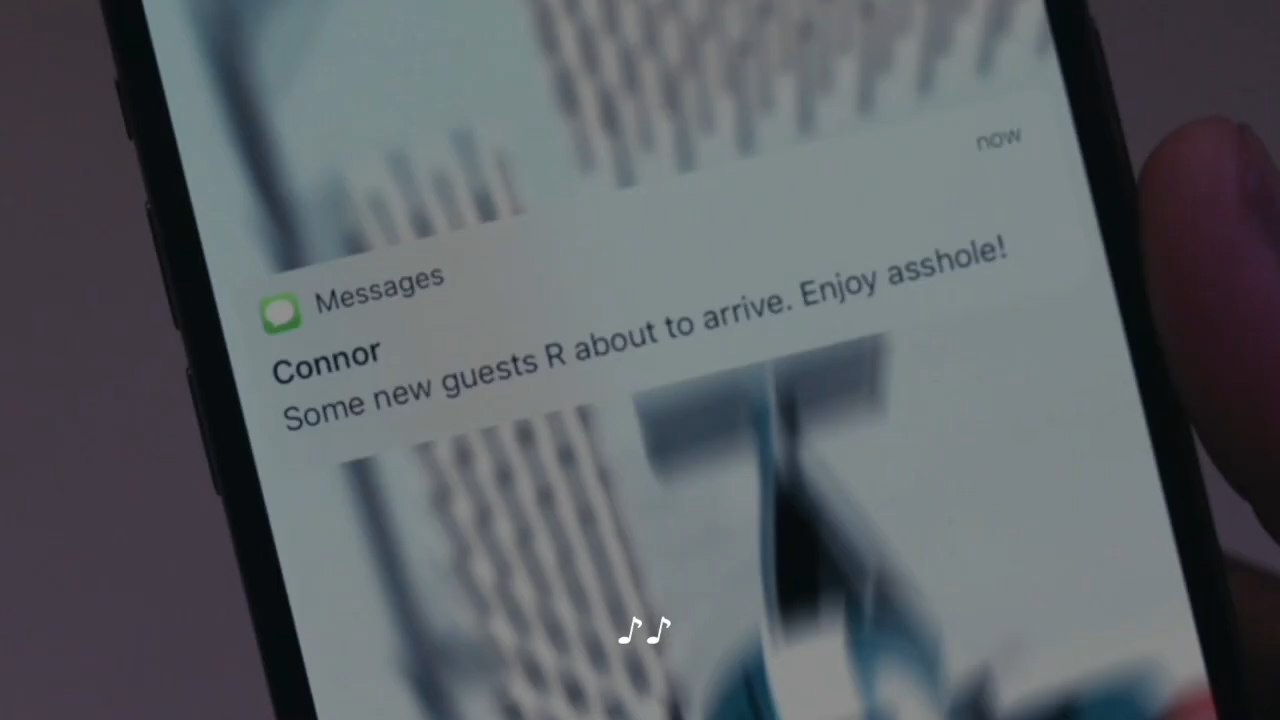 now
Messages
Connor
Some new guests R about to arrive. Enjoy asshole!
♪♪